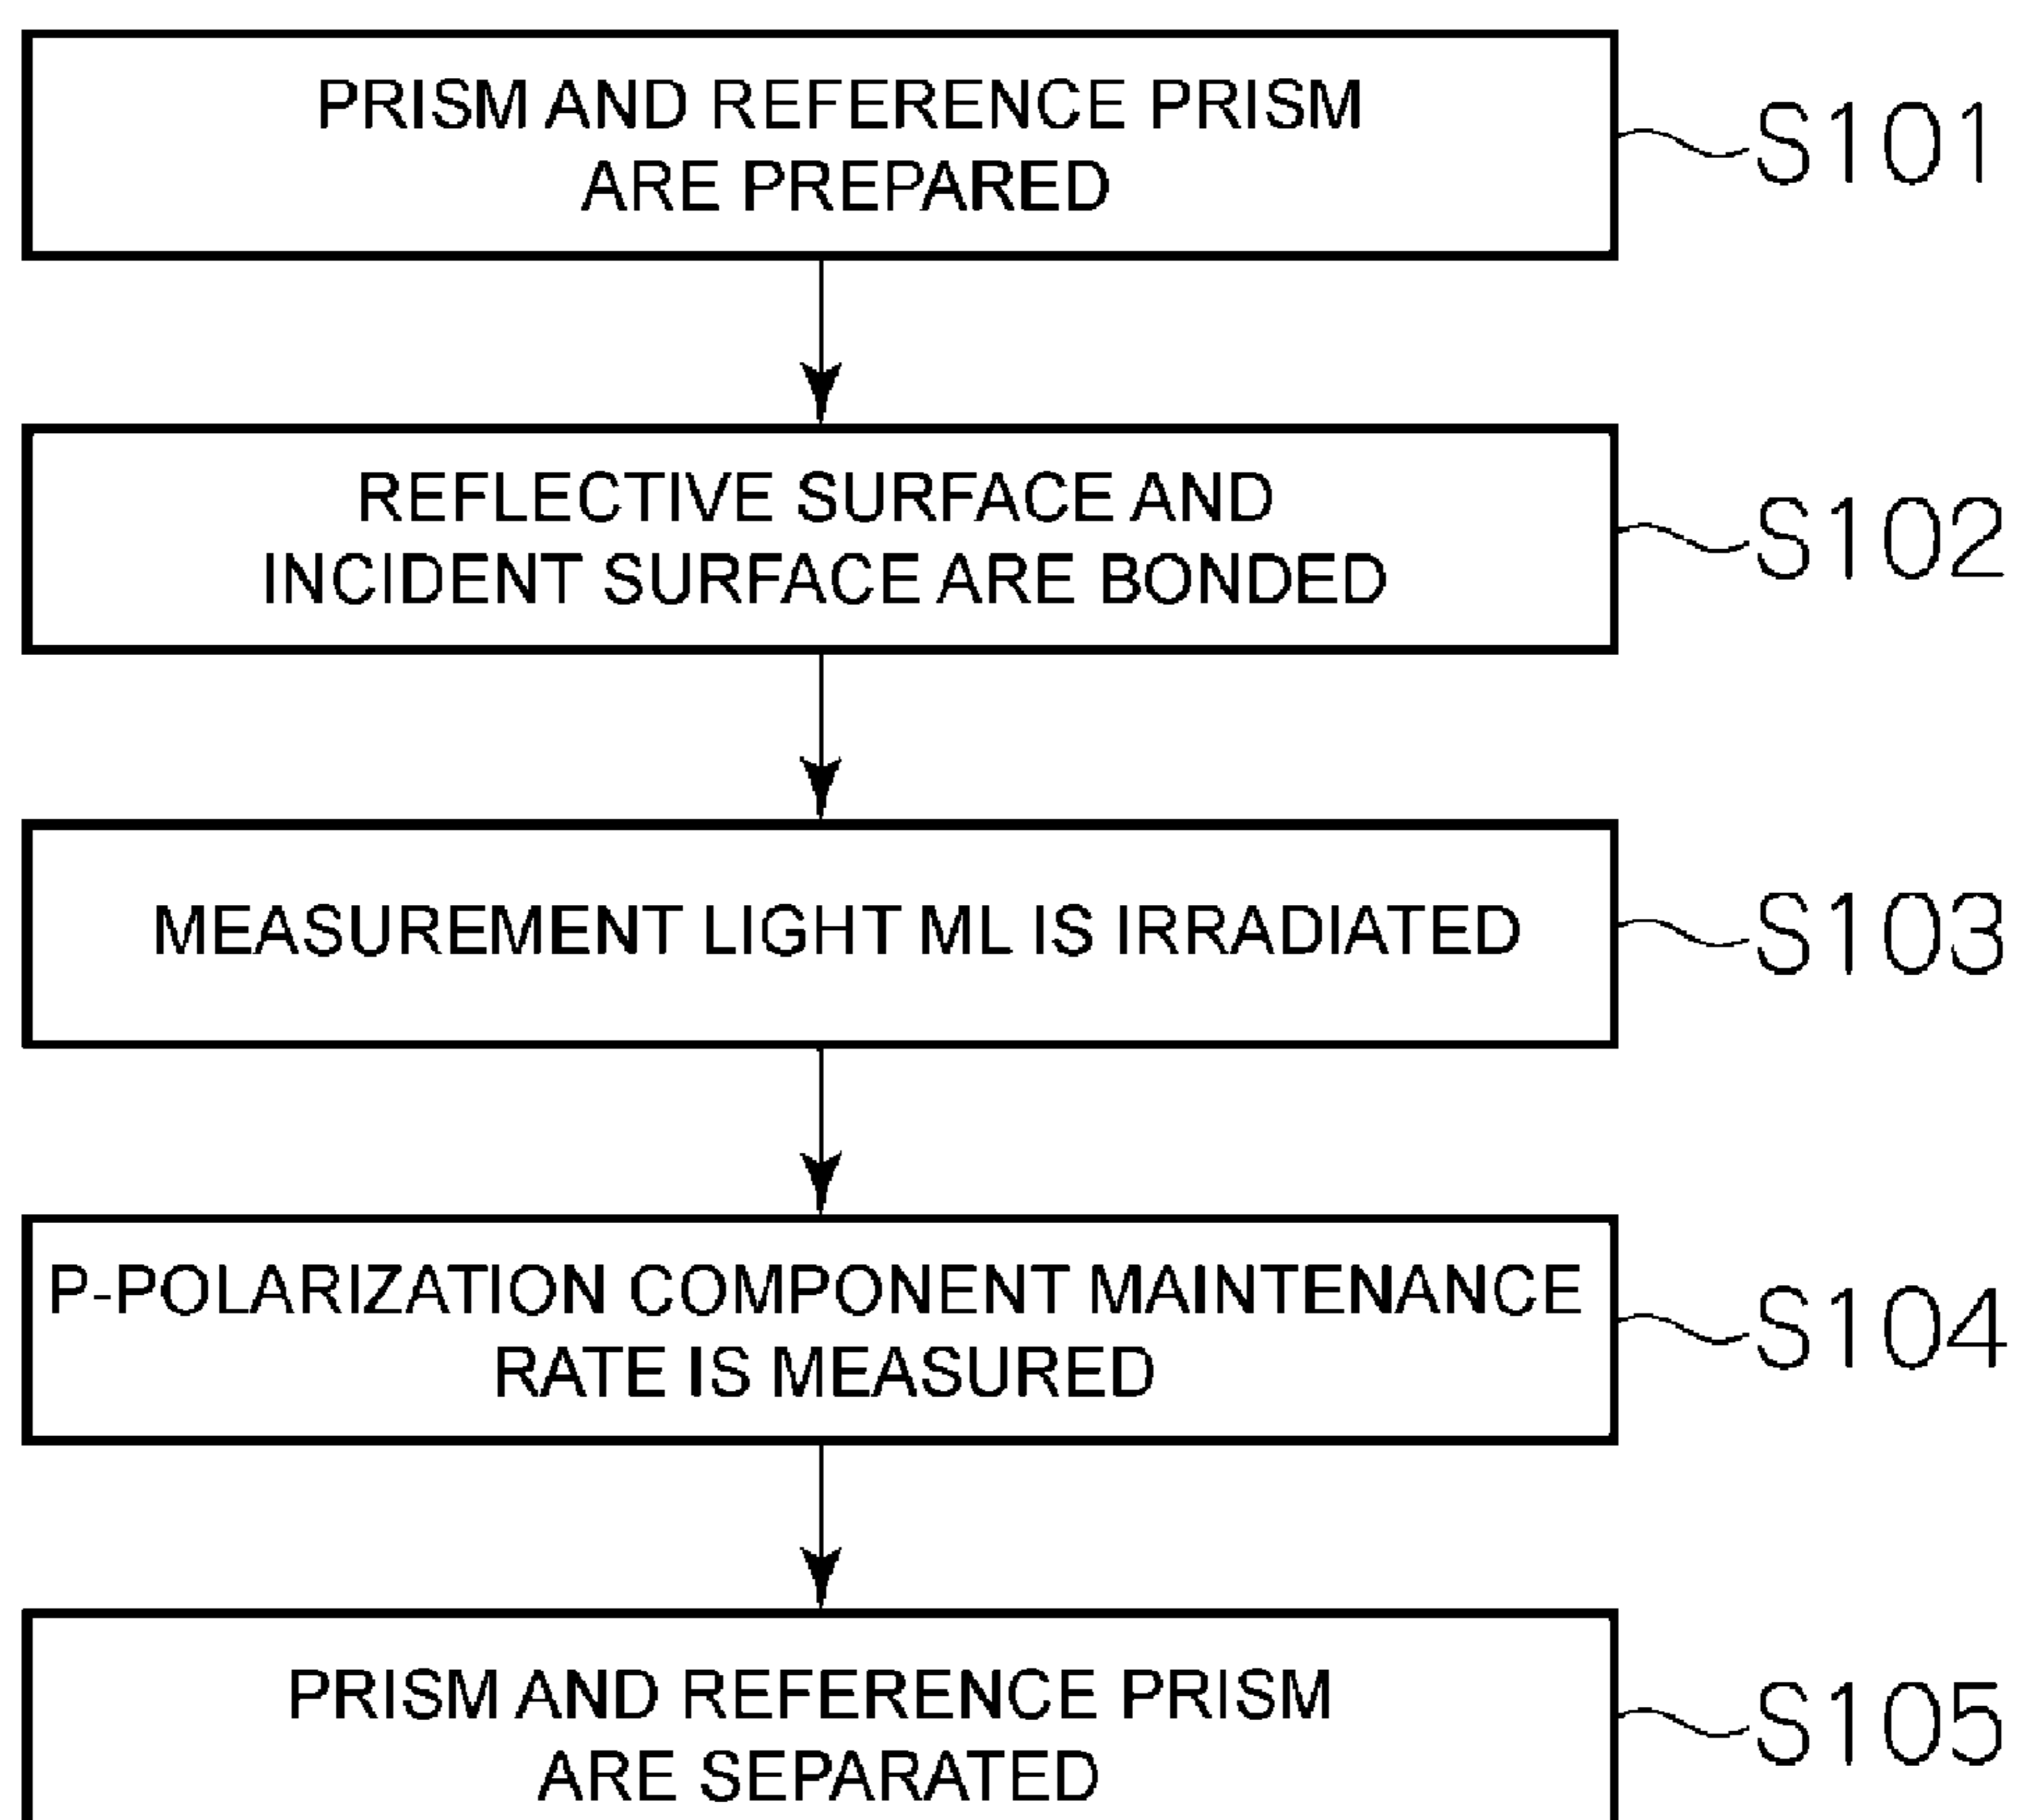 PRISM AND REFERENCE PRISM
ARE PREPARED
S101
REFLECTIVE SURFACE AND
INCIDENT SURFACE ARE BONDED
S102
MEASUREMENT LIGHT ML IS IRRADIATED
S103
P-POLARIZATION COMPONENT MAINTENANCE
RATE IS MEASURED
S104
PRISM AND REFERENCE PRISM
ARE SEPARATED
S105